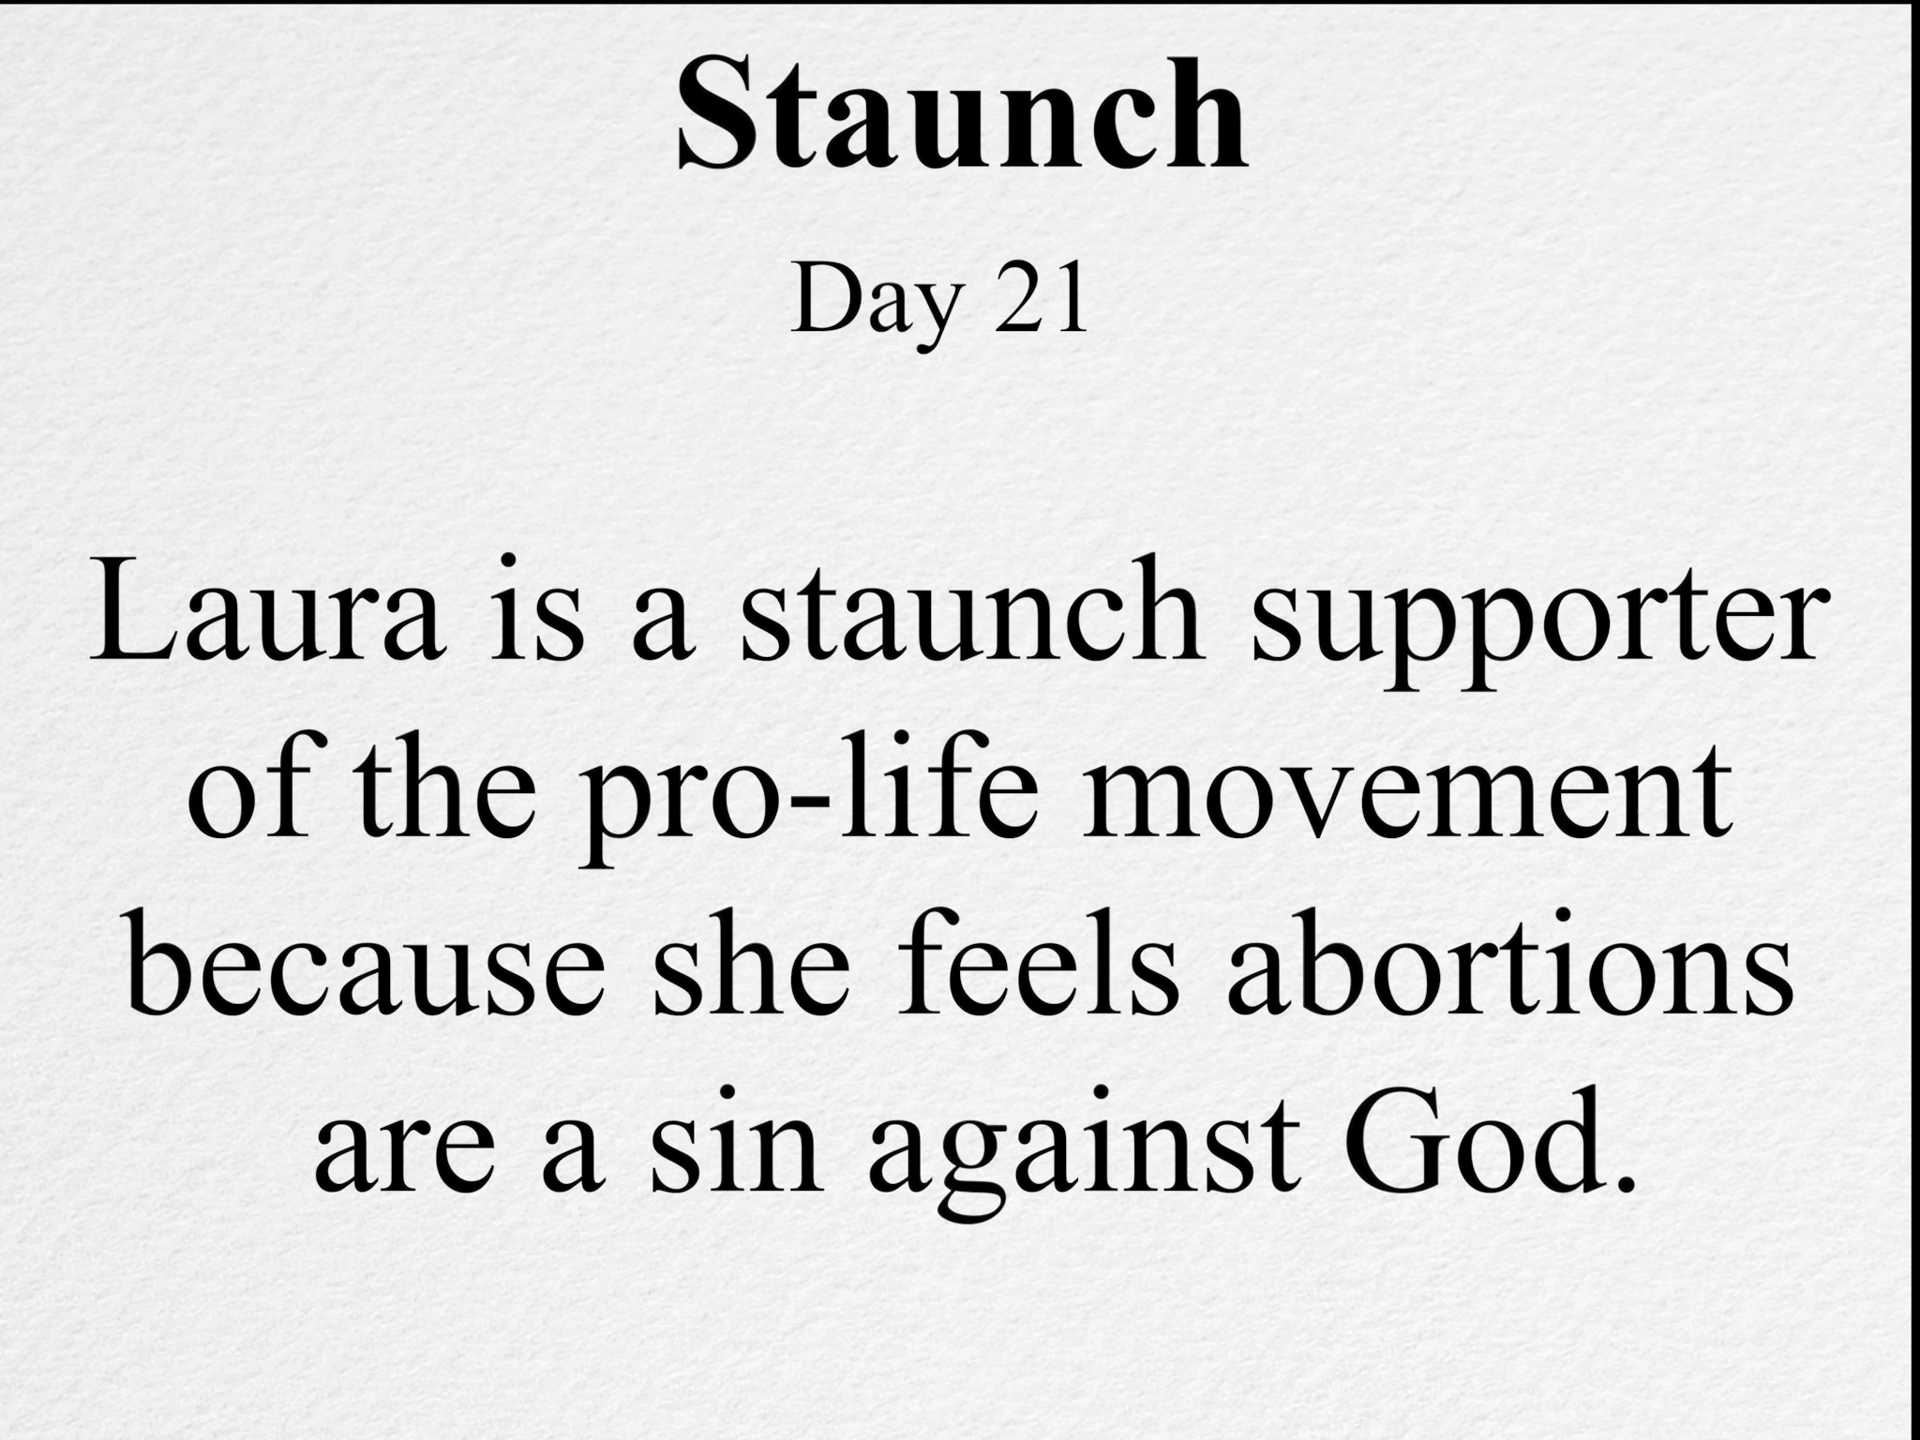 Staunch
Day 21
Laura is a staunch supporter
of the pro-life movement
because she feels abortions
are a sin against God.